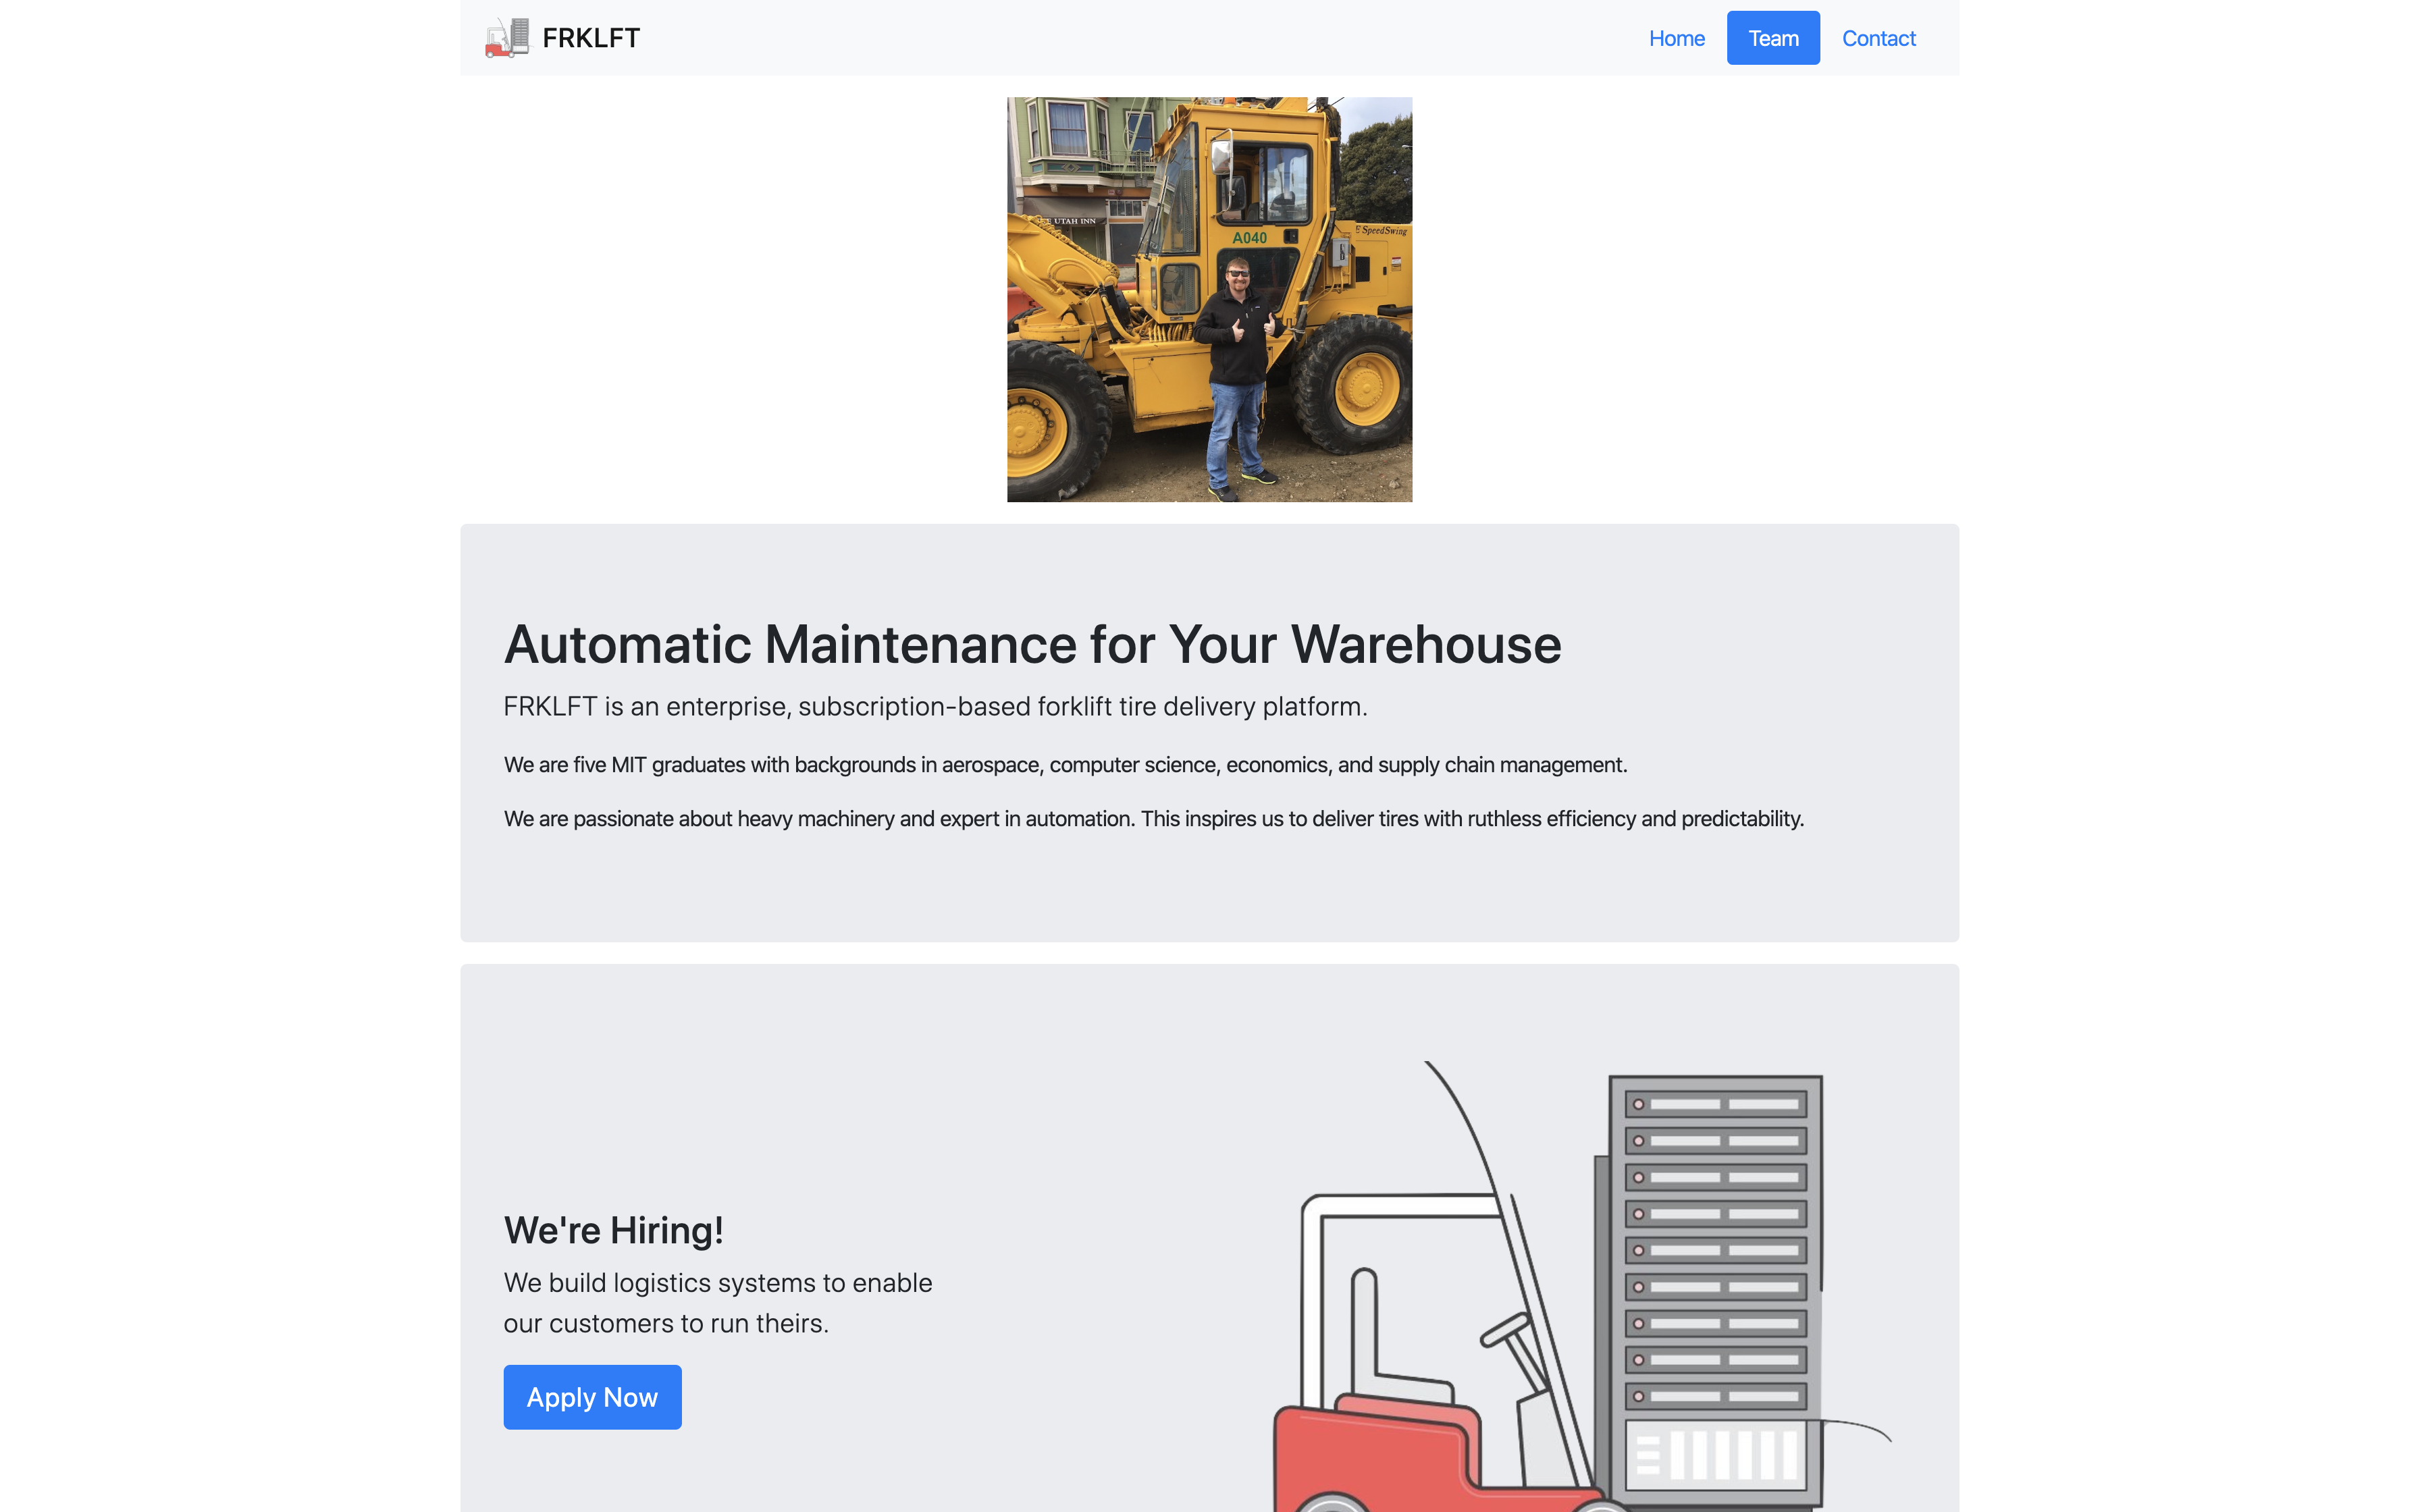 FRKLFT
Home
Team
Contact
UTAH INN
A040
SpeedSwing
Automatic Maintenance for Your Warehouse
FRKLFT is an enterprise, subscription-based forklift tire delivery platform.
We are five MIT graduates with backgrounds in aerospace, computer science, economics, and supply chain management.
We are passionate about heavy machinery and expert in automation. This inspires us to deliver tires with ruthless efficiency and predictability.
We're Hiring!
We build logistics systems to enable
our customers to run theirs.
Apply Now